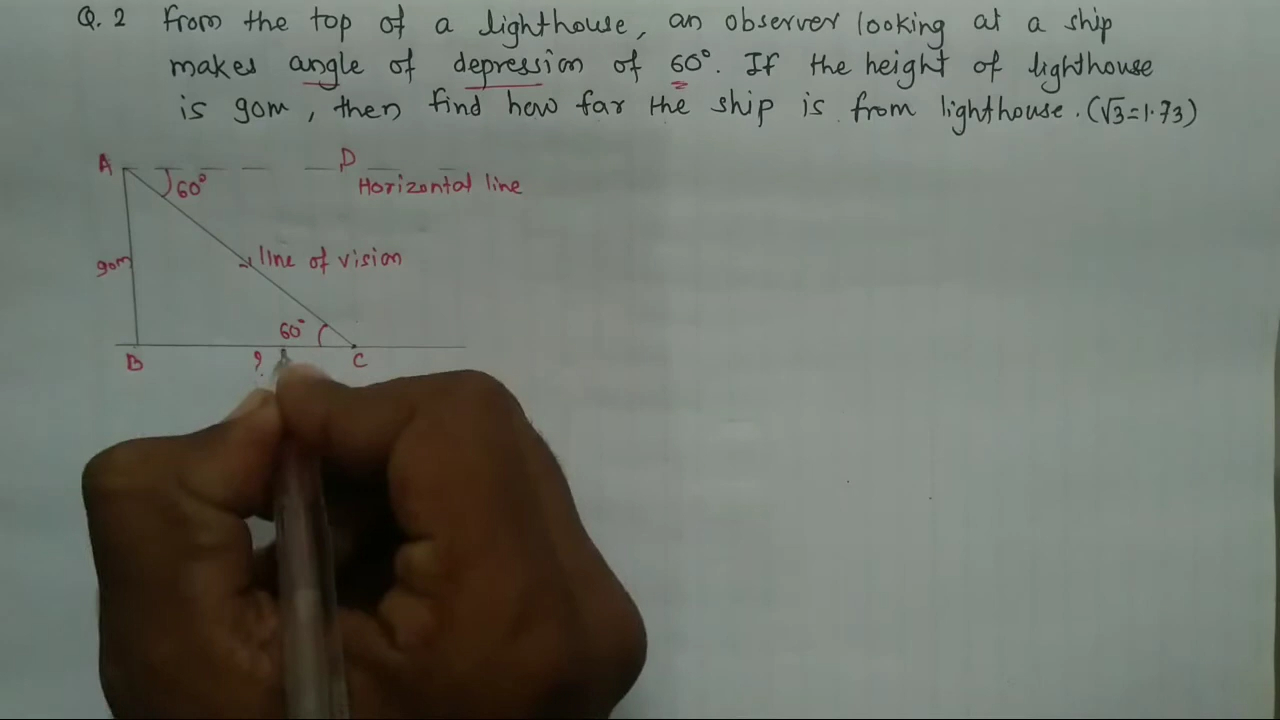 Q. 2 From the top of a lighthouse, an observer looking at a ship
makes angle of depression of 60°. If the height of lighthouse
is 90m, then find how far the ship is from lighthouse. (√3=1.73)
A D
60° Horizontal line
90m line of vision
60°
B ? C